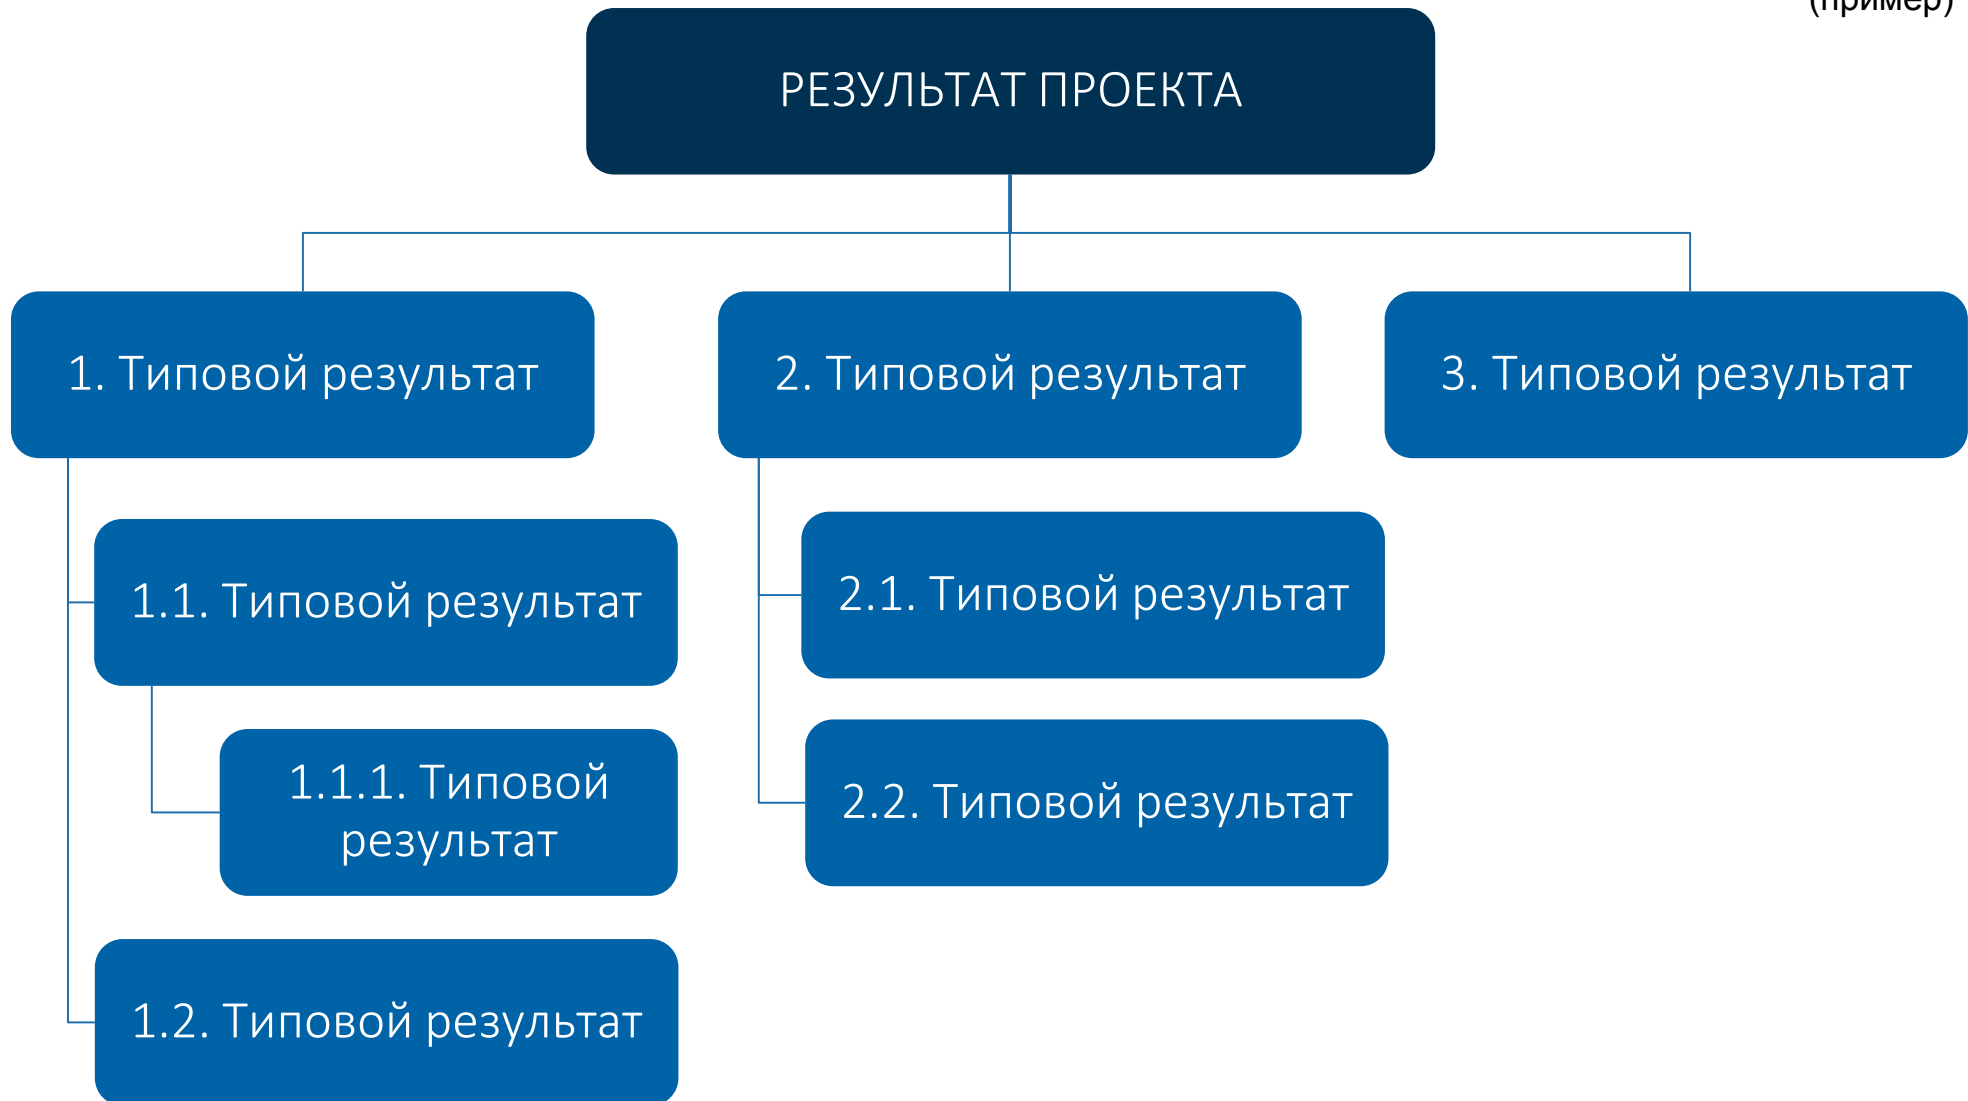 (пример)
РЕЗУЛЬТАТ ПРОЕКТА
1. Типовой результат
2. Типовой результат
3. Типовой результат
1.1. Типовой результат
2.1. Типовой результат
1.1.1. Типовой
результат
2.2. Типовой результат
1.2. Типовой результат